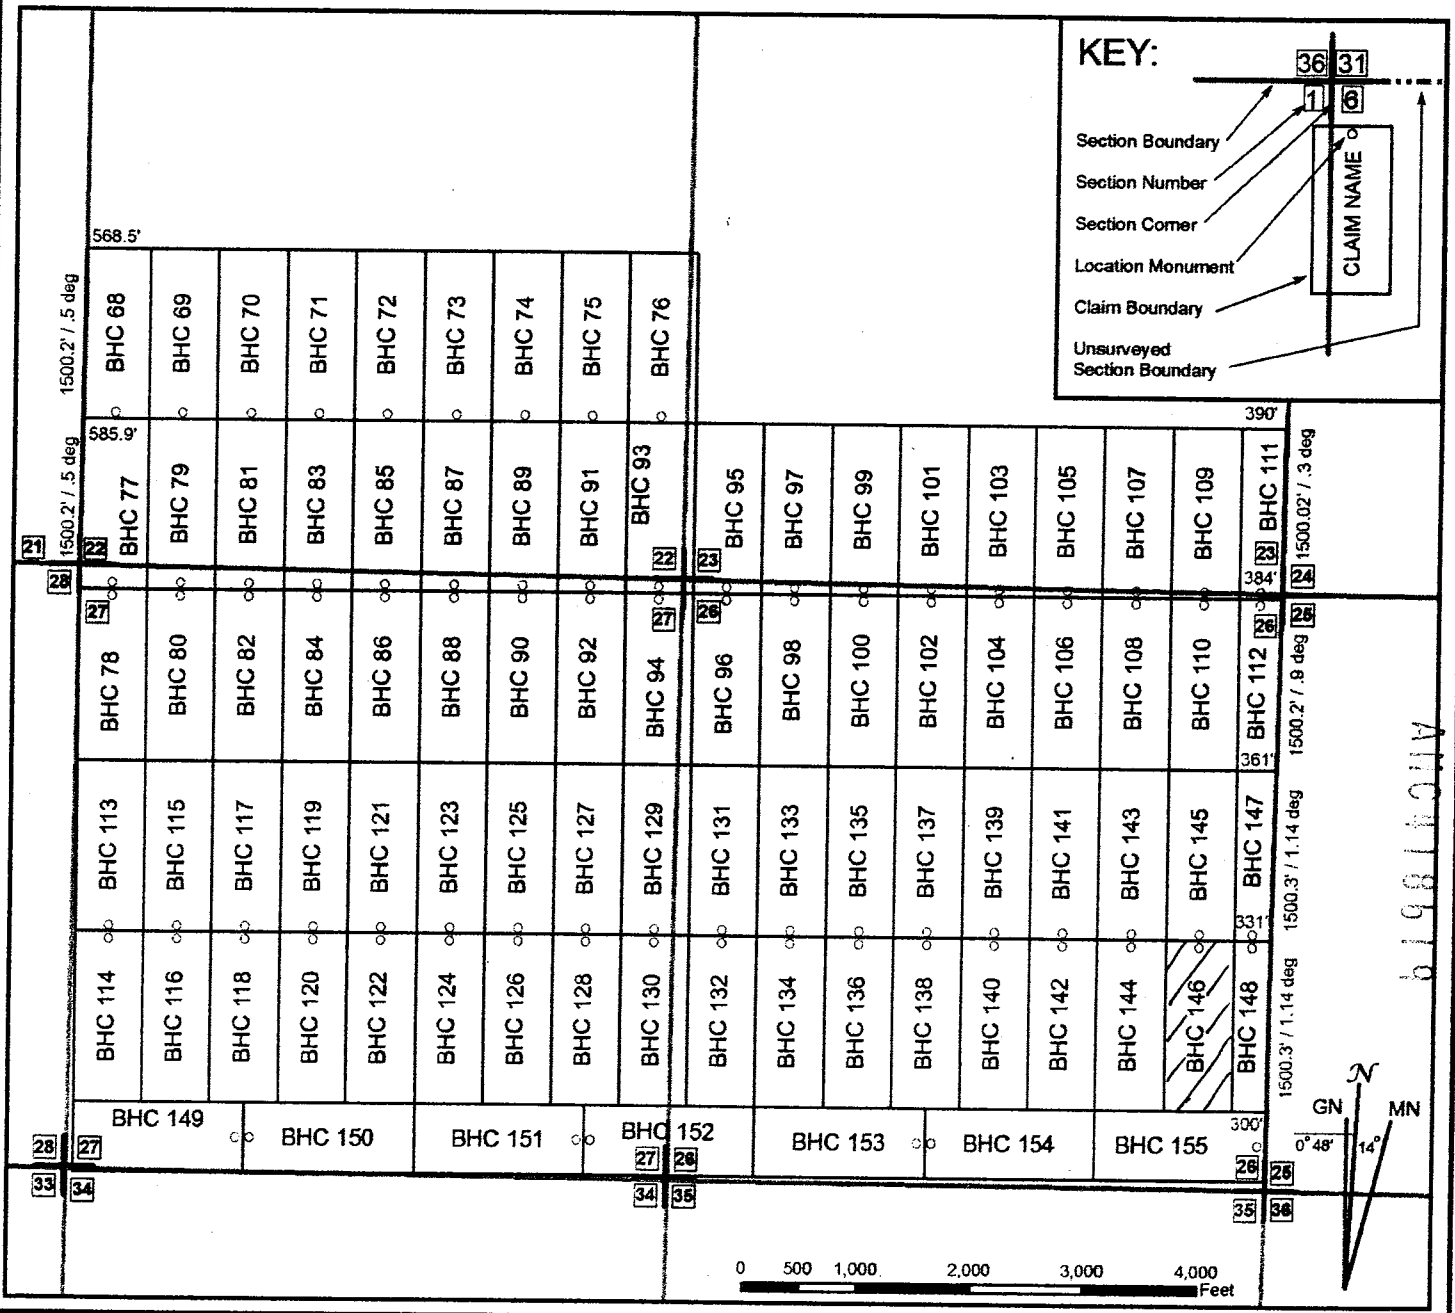 KEY:
36 31
1 6
Section Boundary
Section Number
Section Corner
Location Monument
Claim Boundary
Unsurveyed
Section Boundary
CLAIM NAME
568.5'
1500.2' / .5 deg
BHC 68 BHC 69 BHC 70 BHC 71 BHC 72 BHC 73 BHC 74 BHC 75 BHC 76
390'
585.9'
1500.2' / .5 deg
BHC 77 BHC 79 BHC 81 BHC 83 BHC 85 BHC 87 BHC 89 BHC 91 BHC 93 BHC 95 BHC 97 BHC 99 BHC 101 BHC 103 BHC 105 BHC 107 BHC 109 BHC 111
1500.02' / .3 deg
21 22 22 23 23 24
384'
28 27 27 26 26 25
BHC 78 BHC 80 BHC 82 BHC 84 BHC 86 BHC 88 BHC 90 BHC 92 BHC 94 BHC 96 BHC 98 BHC 100 BHC 102 BHC 104 BHC 106 BHC 108 BHC 110 BHC 112
1500.2' / .9 deg
361'
BHC 113 BHC 115 BHC 117 BHC 119 BHC 121 BHC 123 BHC 125 BHC 127 BHC 129 BHC 131 BHC 133 BHC 135 BHC 137 BHC 139 BHC 141 BHC 143 BHC 145 BHC 147
1500.3' / 1.14 deg
331'
BHC 114 BHC 116 BHC 118 BHC 120 BHC 122 BHC 124 BHC 126 BHC 128 BHC 130 BHC 132 BHC 134 BHC 136 BHC 138 BHC 140 BHC 142 BHC 144 BHC 146 BHC 148
1500.3' / 1.14 deg
BHC 149 BHC 150 BHC 151 BHC 152 BHC 153 BHC 154 BHC 155
300'
28 27 27 26 26 25
33 34 34 35 35 36
N
GN MN
0° 48' 14°
0 500 1,000 2,000 3,000 4,000
Feet